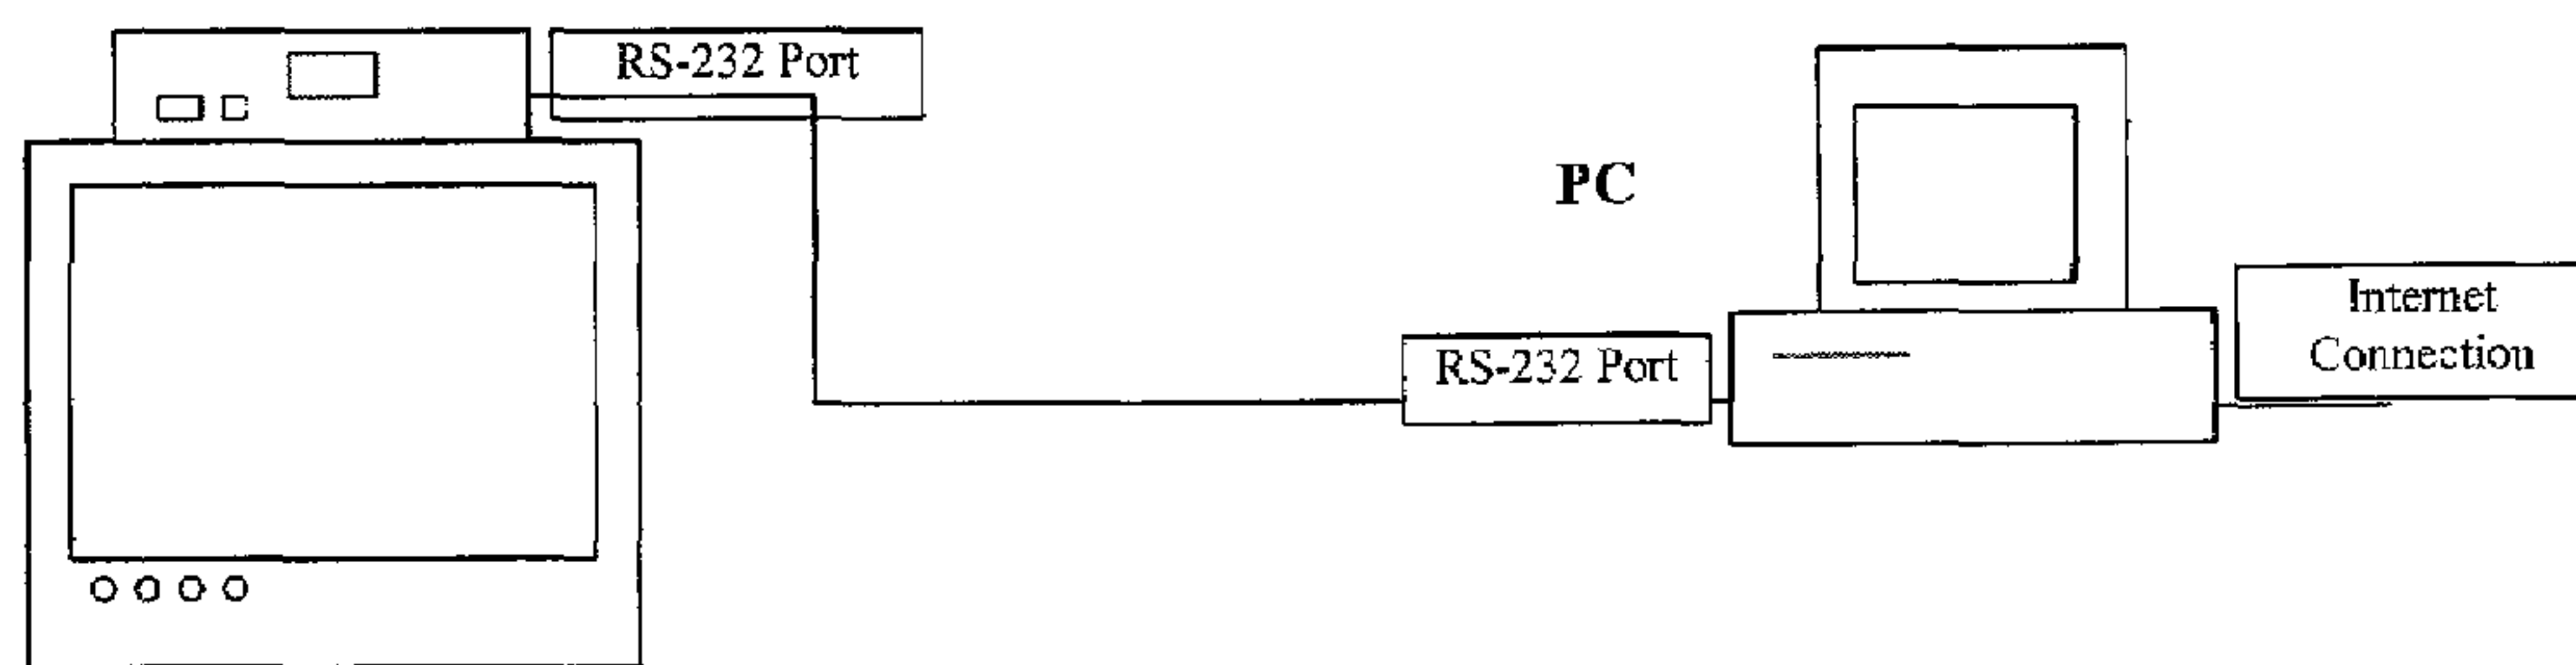 RS-232 Port
PC
RS-232 Port
Internet
Connection